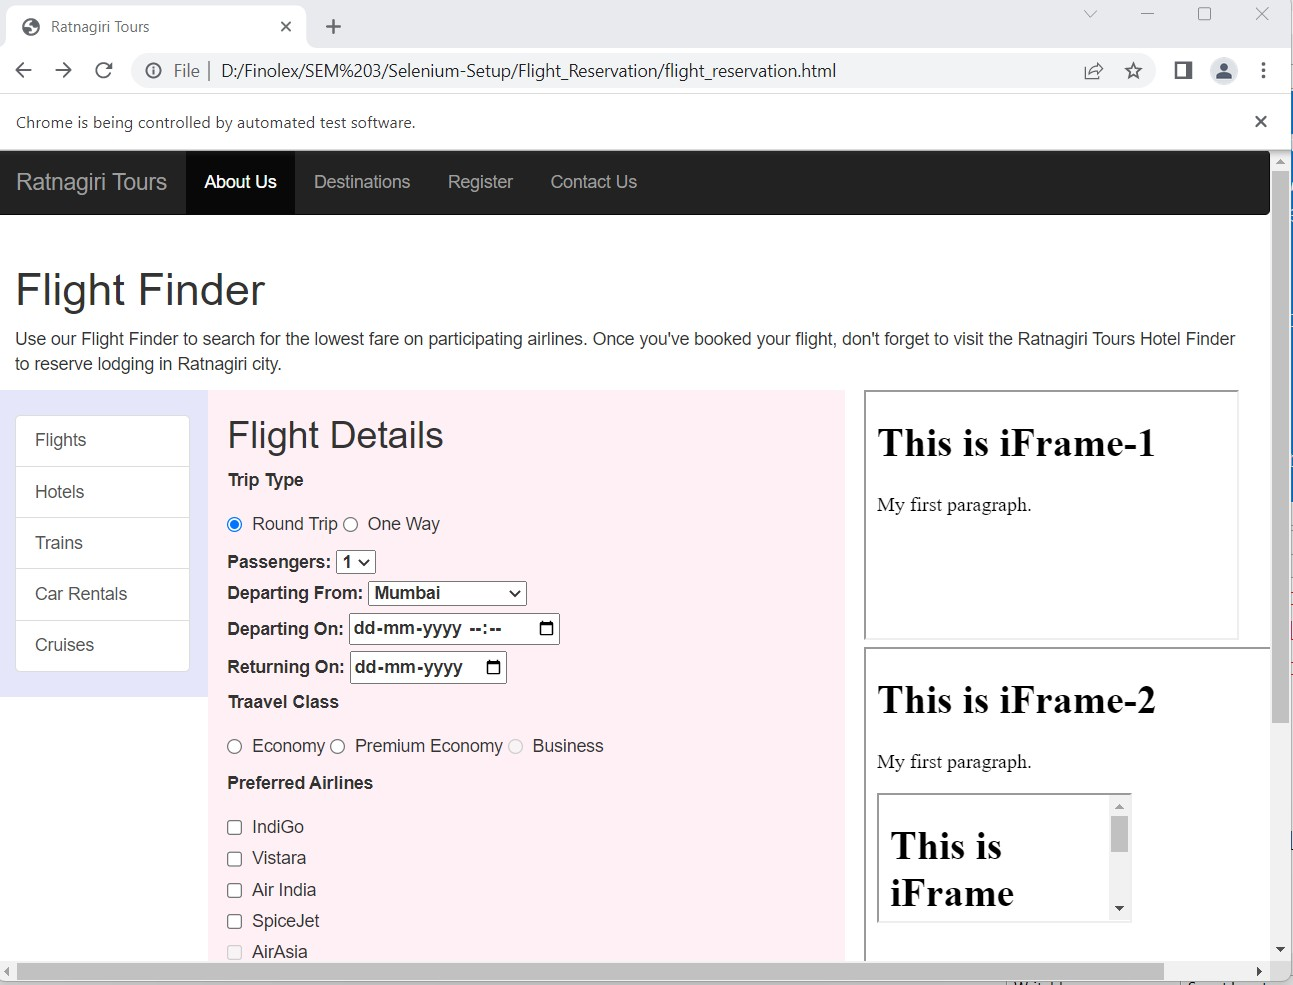 Ratnagiri Tours
File | D:/Finolex/SEM%203/Selenium-Setup/Flight_Reservation/flight_reservation.html
Chrome is being controlled by automated test software.
Ratnagiri Tours About Us Destinations Register Contact Us
Flight Finder
Use our Flight Finder to search for the lowest fare on participating airlines. Once you've booked your flight, don't forget to visit the Ratnagiri Tours Hotel Finder
to reserve lodging in Ratnagiri city.
Flights
Hotels
Trains
Car Rentals
Cruises
Flight Details
Trip Type
Round Trip One Way
Passengers: 1
Departing From: Mumbai
Departing On: dd-mm-yyyy --:--
Returning On: dd-mm-yyyy
Traavel Class
Economy Premium Economy Business
Preferred Airlines
IndiGo
Vistara
Air India
SpiceJet
AirAsia
This is iFrame-1
My first paragraph.
This is iFrame-2
My first paragraph.
This is
iFrame